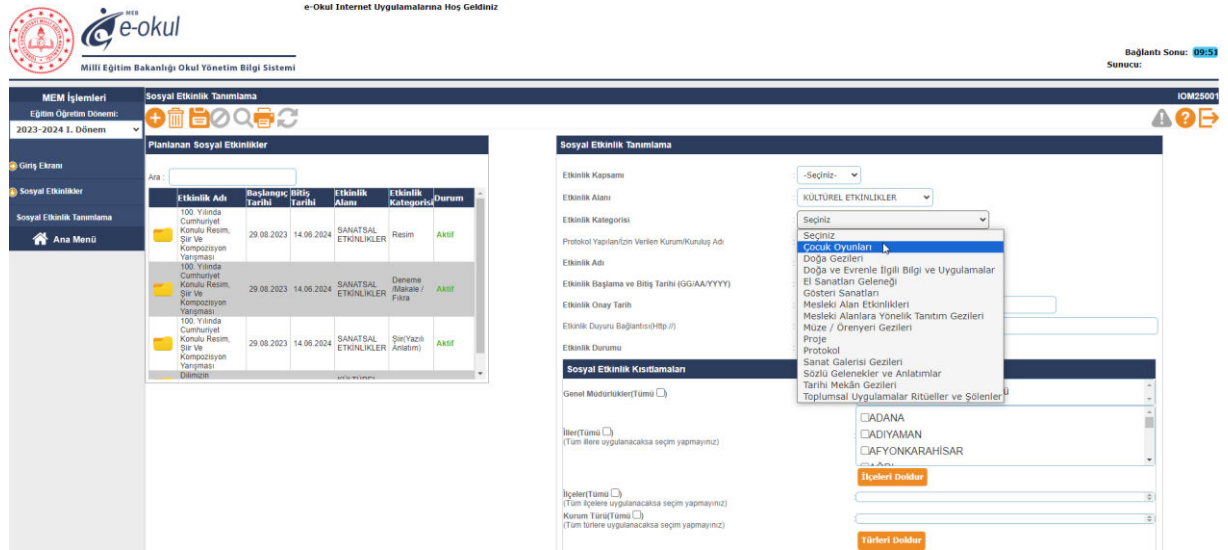 e-Okul Internet Uygulamalarına Hoş Geldiniz
MEB
e-okul
Milli Eğitim Bakanlığı Okul Yönetim Bilgi Sistemi
Bağlantı Sonu: 09:51
Sunucu:
MEM İşlemleri
Eğitim Öğretim Dönemi:
2023-2024 I. Dönem
Giriş Ekranı
Sosyal Etkinlikler
Sosyal Etkinlik Tanımlama
Ana Menü
Sosyal Etkinlik Tanımlama
IOM25001
Planlanan Sosyal Etkinlikler
Ara :
Etkinlik Adı Başlangıç Tarihi Bitiş Tarihi Etkinlik Alanı Etkinlik Kategorisi Durum
100. Yılında Cumhuriyet Konulu Resim, Şiir Ve Kompozisyon Yarışması 29.08.2023 14.06.2024 SANATSAL ETKİNLİKLER Resim Aktif
100. Yılında Cumhuriyet Konulu Resim, Şiir Ve Kompozisyon Yarışması 29.08.2023 14.06.2024 SANATSAL ETKİNLİKLER Deneme /Makale / Fıkra Aktif
100. Yılında Cumhuriyet Konulu Resim, Şiir Ve Kompozisyon Yarışması 29.08.2023 14.06.2024 SANATSAL ETKİNLİKLER Şiir(Yazılı Anlatım) Aktif
Dilimizin
Sosyal Etkinlik Tanımlama
Etkinlik Kapsamı : -Seçiniz-
Etkinlik Alanı : KÜLTÜREL ETKİNLİKLER
Etkinlik Kategorisi : Seçiniz
Seçiniz
Çocuk Oyunları
Doğa Gezileri
Doğa ve Evrenle İlgili Bilgi ve Uygulamalar
El Sanatları Geleneği
Gösteri Sanatları
Mesleki Alan Etkinlikleri
Mesleki Alanlara Yönelik Tanıtım Gezileri
Müze / Örenyeri Gezileri
Proje
Protokol
Sanat Galerisi Gezileri
Sözlü Gelenekler ve Anlatımlar
Tarihi Mekân Gezileri
Toplumsal Uygulamalar Ritüeller ve Şölenler
Protokol Yapılan/İzin Verilen Kurum/Kuruluş Adı
Etkinlik Adı
Etkinlik Başlama ve Bitiş Tarihi (GG/AA/YYYY)
Etkinlik Onay Tarih
Etkinlik Duyuru Bağlantısı(Http://)
Etkinlik Durumu
Sosyal Etkinlik Kısıtlamaları
Genel Müdürlükler(Tümü )
İller(Tümü )
(Tüm illere uygulanacaksa seçim yapmayınız)
ADANA
ADIYAMAN
AFYONKARAHİSAR
İlçeleri Doldur
İlçeler(Tümü )
(Tüm ilçelere uygulanacaksa seçim yapmayınız)
Kurum Türü(Tümü )
(Tüm türlere uygulanacaksa seçim yapmayınız)
Türleri Doldur